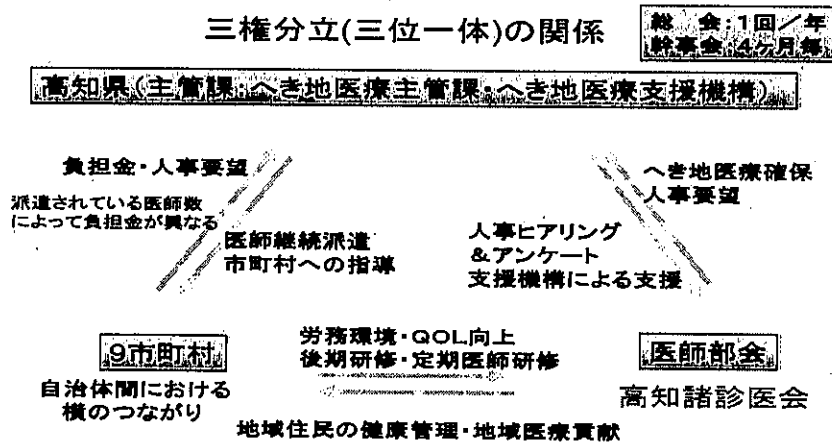 三権分立(三位一体)の関係
総 会:1回/年
幹事会:4ヶ月毎
高知県(主管課:へき地医療主管課・へき地医療支援機構)
負担金・人事要望
派遣されている医師数
によって負担金が異なる
医師継続派遣
市町村への指導
へき地医療確保
人事要望
人事ヒアリング
&アンケート
支援機構による支援
9市町村
自治体間における
横のつながり
労務環境・QOL向上
後期研修・定期医師研修
地域住民の健康管理・地域医療貢献
医師部会
高知諸診医会